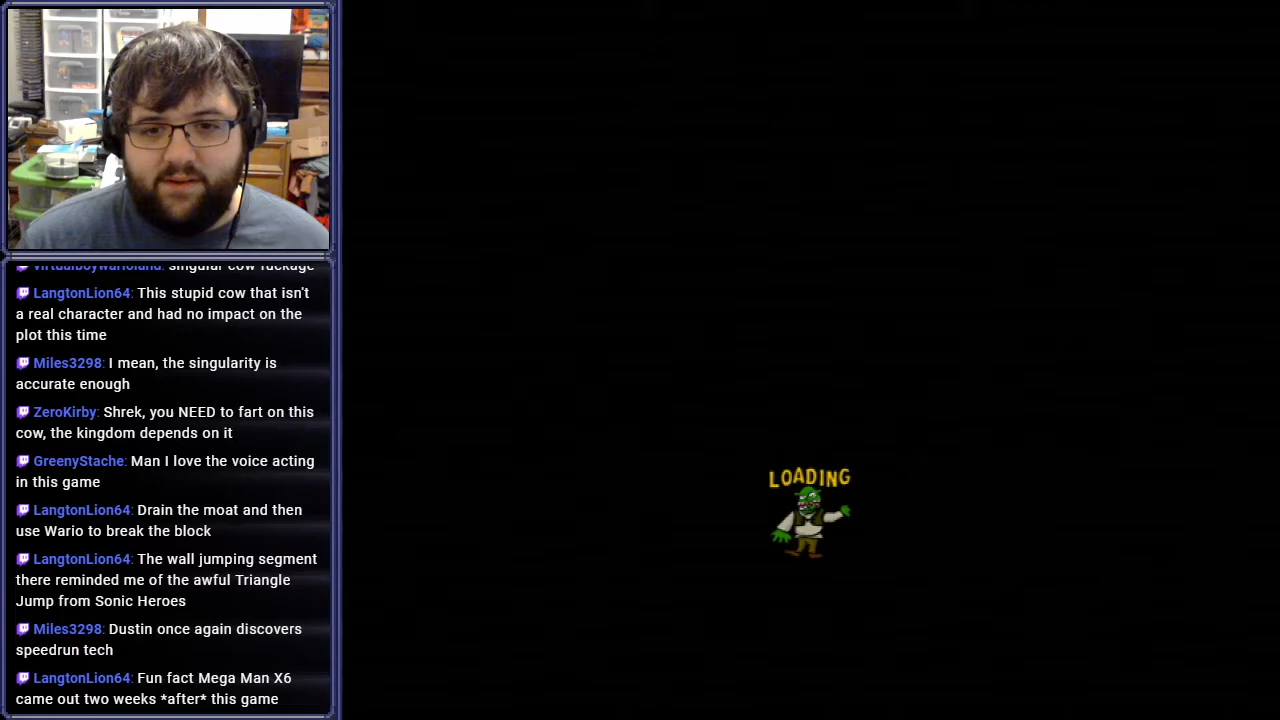 virtualboywarioland: singular cow fuckage
LangtonLion64: This stupid cow that isn't
a real character and had no impact on the
plot this time
Miles3298: I mean, the singularity is
accurate enough
ZeroKirby: Shrek, you NEED to fart on this
cow, the kingdom depends on it
GreenyStache: Man I love the voice acting
in this game
LangtonLion64: Drain the moat and then
use Wario to break the block
LangtonLion64: The wall jumping segment
there reminded me of the awful Triangle
Jump from Sonic Heroes
Miles3298: Dustin once again discovers
speedrun tech
LangtonLion64: Fun fact Mega Man X6
came out two weeks *after* this game
LOADING